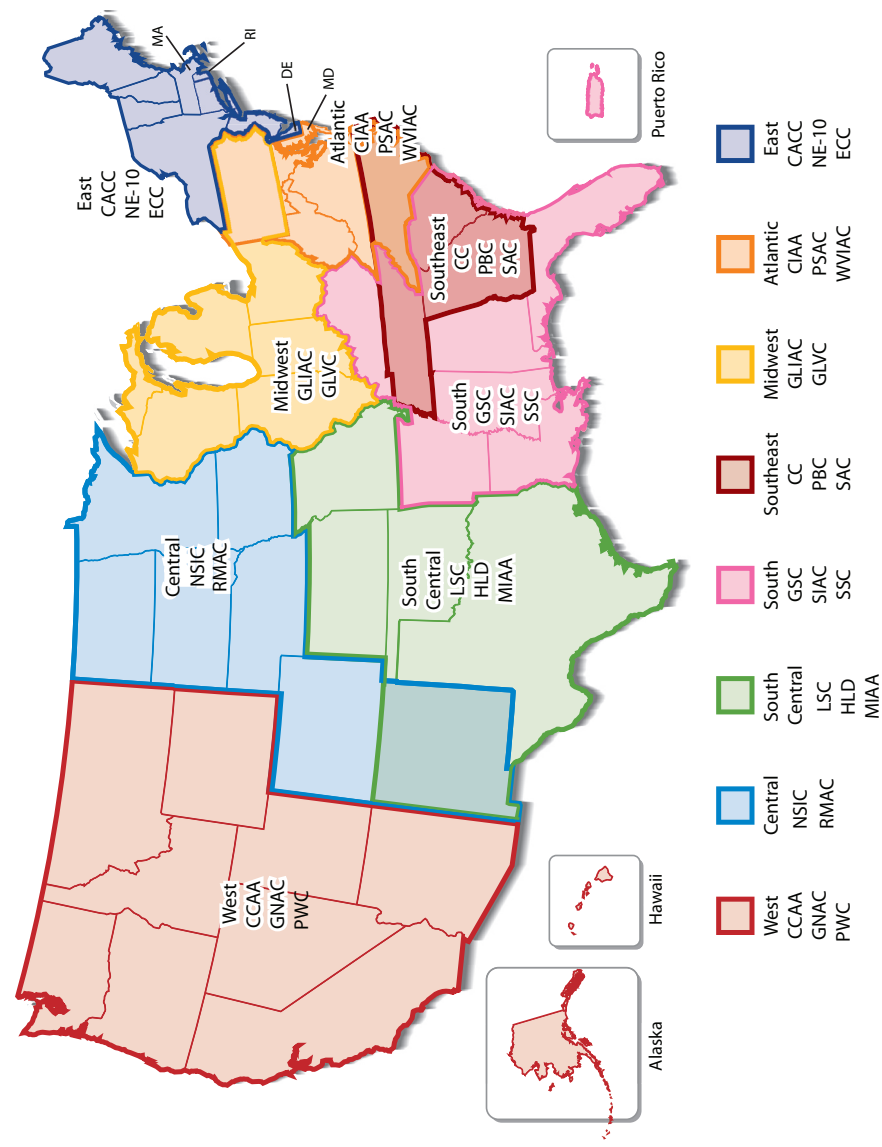 MA
RI
DE
MD
East
CACC
NE-10
ECC
Atlantic
CIAA
PSAC
WVIAC
Midwest
GLIAC
GLVC
Southeast
CC
PBC
SAC
South
GSC
SIAC
SSC
Central
NSIC
RMAC
South
Central
LSC
HLD
MIAA
West
CCAA
GNAC
PWC
Alaska
Hawaii
Puerto Rico
West
CCAA
GNAC
PWC
Central
NSIC
RMAC
South
Central
LSC
HLD
MIAA
South
GSC
SIAC
SSC
Southeast
CC
PBC
SAC
Midwest
GLIAC
GLVC
Atlantic
CIAA
PSAC
WVIAC
East
CACC
NE-10
ECC